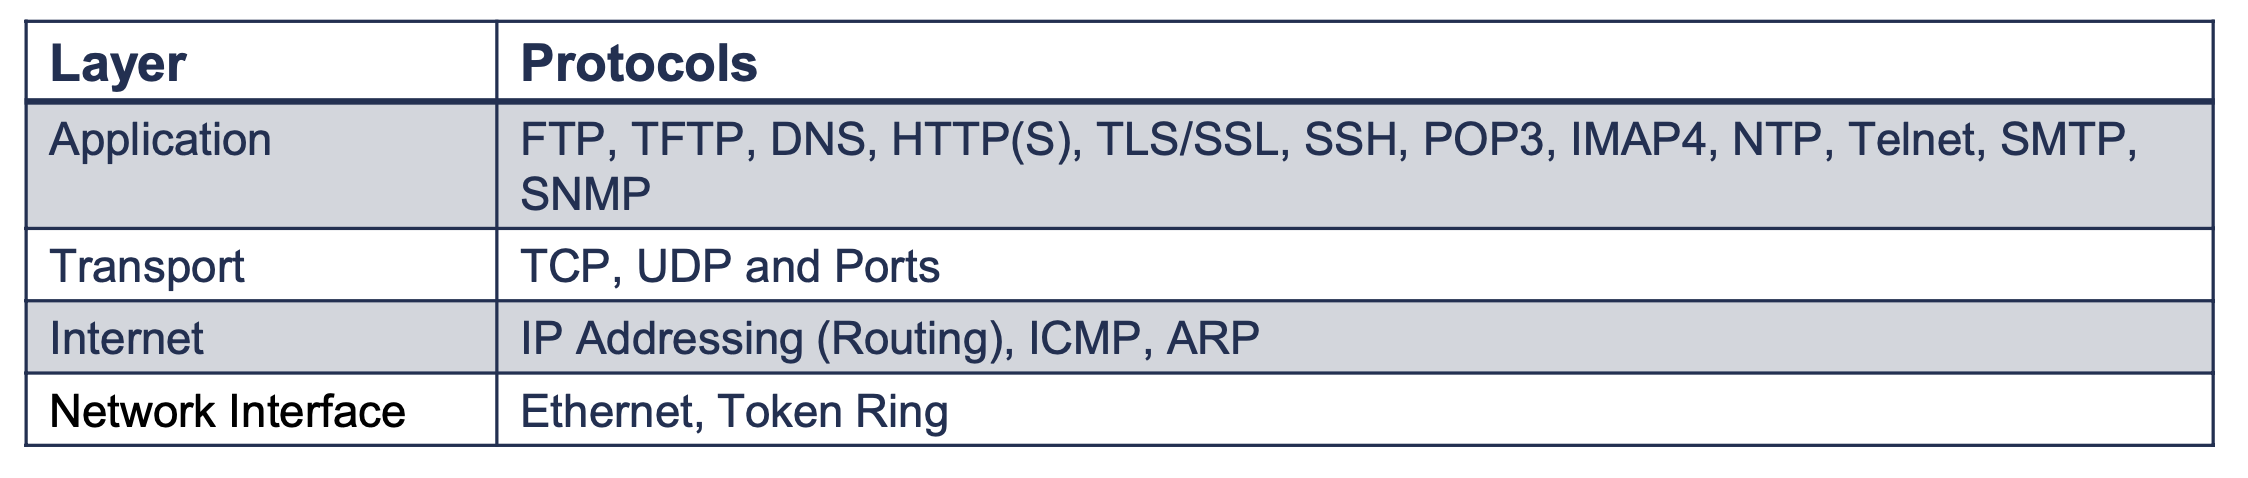 Layer Protocols
Application FTP, TFTP, DNS, HTTP(S), TLS/SSL, SSH, POP3, IMAP4, NTP, Telnet, SMTP,
SNMP
Transport TCP, UDP and Ports
Internet IP Addressing (Routing), ICMP, ARP
Network Interface Ethernet, Token Ring